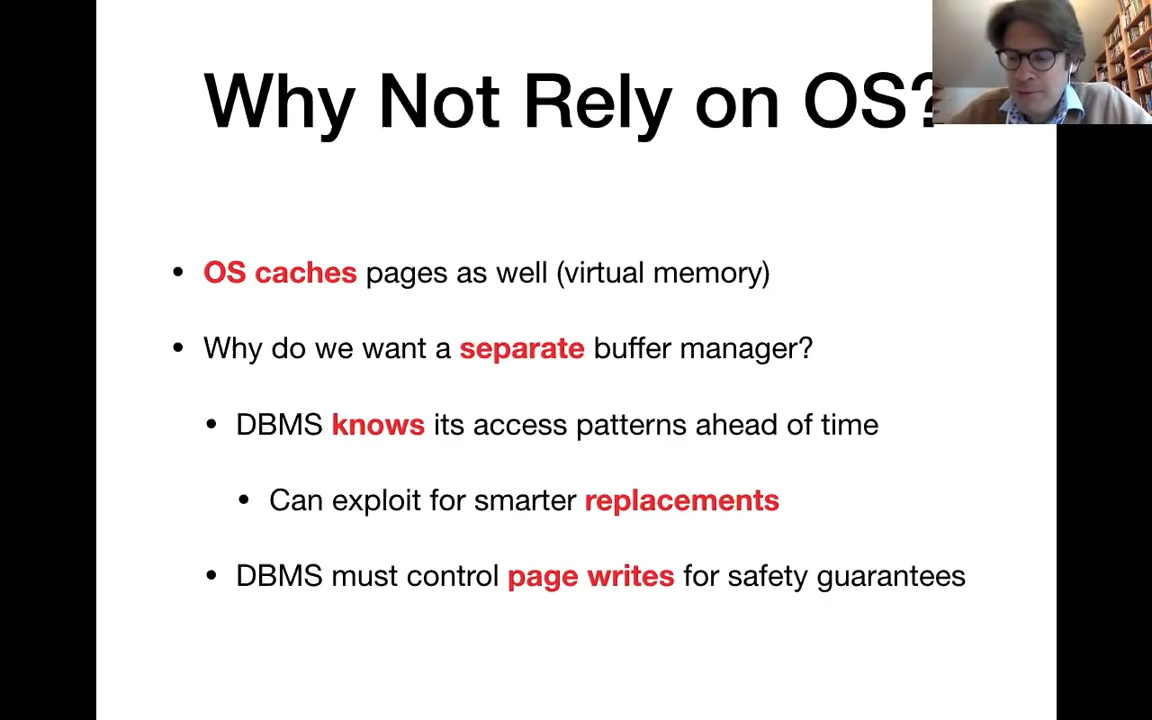 Why Not Rely on OS?
• OS caches pages as well (virtual memory)
• Why do we want a separate buffer manager?
• DBMS knows its access patterns ahead of time
• Can exploit for smarter replacements
• DBMS must control page writes for safety guarantees